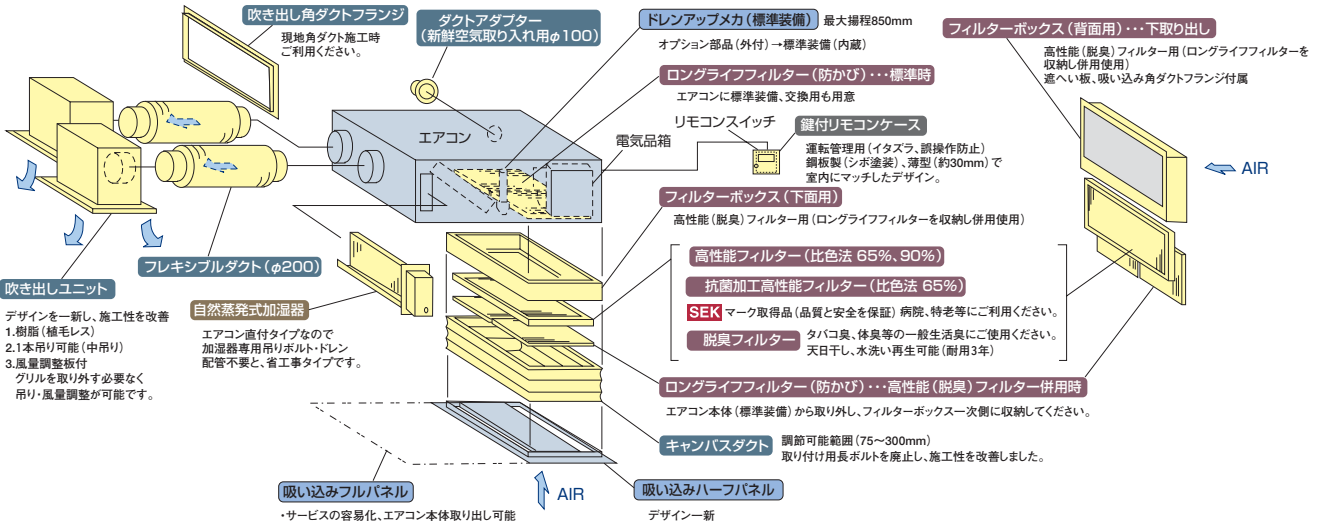 吹き出し角ダクトフランジ
現地角ダクト施工時
ご利用ください。
ダクトアダプター
(新鮮空気取り入れ用φ100)
ドレンアップメカ(標準装備) 最大揚程850mm
オプション部品(外付)→標準装備(内蔵)
ロングライフフィルター(防かび)・・・標準時
エアコンに標準装備、交換用も用意
フィルターボックス(背面用)・・・下取り出し
高性能(脱臭)フィルター用(ロングライフフィルターを
収納し併用使用)
遮へい板、吸い込み角ダクトフランジ付属
エアコン
電気品箱
リモコンスイッチ
鍵付リモコンケース
運転管理用(イタズラ、誤操作防止)
鋼板製(シボ塗装)、薄型(約30mm)で
室内にマッチしたデザイン。
AIR
フィルターボックス(下面用)
高性能(脱臭)フィルター用(ロングライフフィルターを収納し併用使用)
高性能フィルター(比色法 65%、90%)
抗菌加工高性能フィルター(比色法 65%)
SEK マーク取得品(品質と安全を保証)病院、特老等にご利用ください。
脱臭フィルター タバコ臭、体臭等の一般生活臭にご使用ください。
天日干し、水洗い再生可能(耐用3年)
ロングライフフィルター(防かび)・・・高性能(脱臭)フィルター併用時
エアコン本体(標準装備)から取り外し、フィルターボックス一次側に収納してください。
キャンバスダクト 調節可能範囲(75〜300mm)
取り付け用長ボルトを廃止し、施工性を改善しました。
フレキシブルダクト(φ200)
吹き出しユニット
デザインを一新し、施工性を改善
1.樹脂(植毛レス)
2.1本吊り可能(中吊り)
3.風量調整板付
グリルを取り外す必要なく
吊り・風量調整が可能です。
自然蒸発式加湿器
エアコン直付タイプなので
加湿器専用吊りボルト・ドレン
配管不要と、省工事タイプです。
吸い込みフルパネル
・サービスの容易化、エアコン本体取り出し可能
AIR
吸い込みハーフパネル
デザイン一新